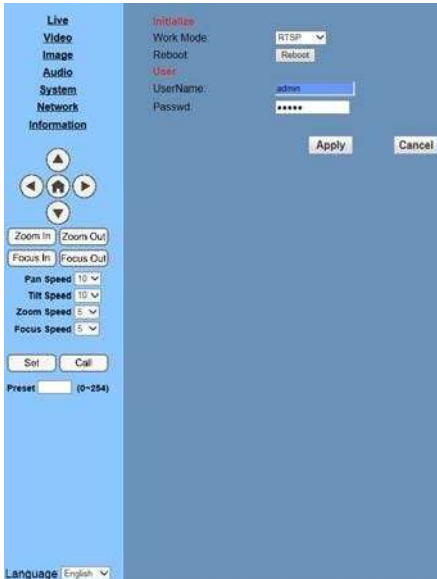 Live
Video
Image
Audio
System
Network
Information
Zoom In Zoom Out
Focus In Focus Out
Pan Speed 10
Tilt Speed 10
Zoom Speed 5
Focus Speed 5
Set Call
Preset (0~254)
Language English
Initialize
Work Mode: RTSP
Reboot: Reboot
User
UserName: admin
Passwd: •••••
Apply Cancel